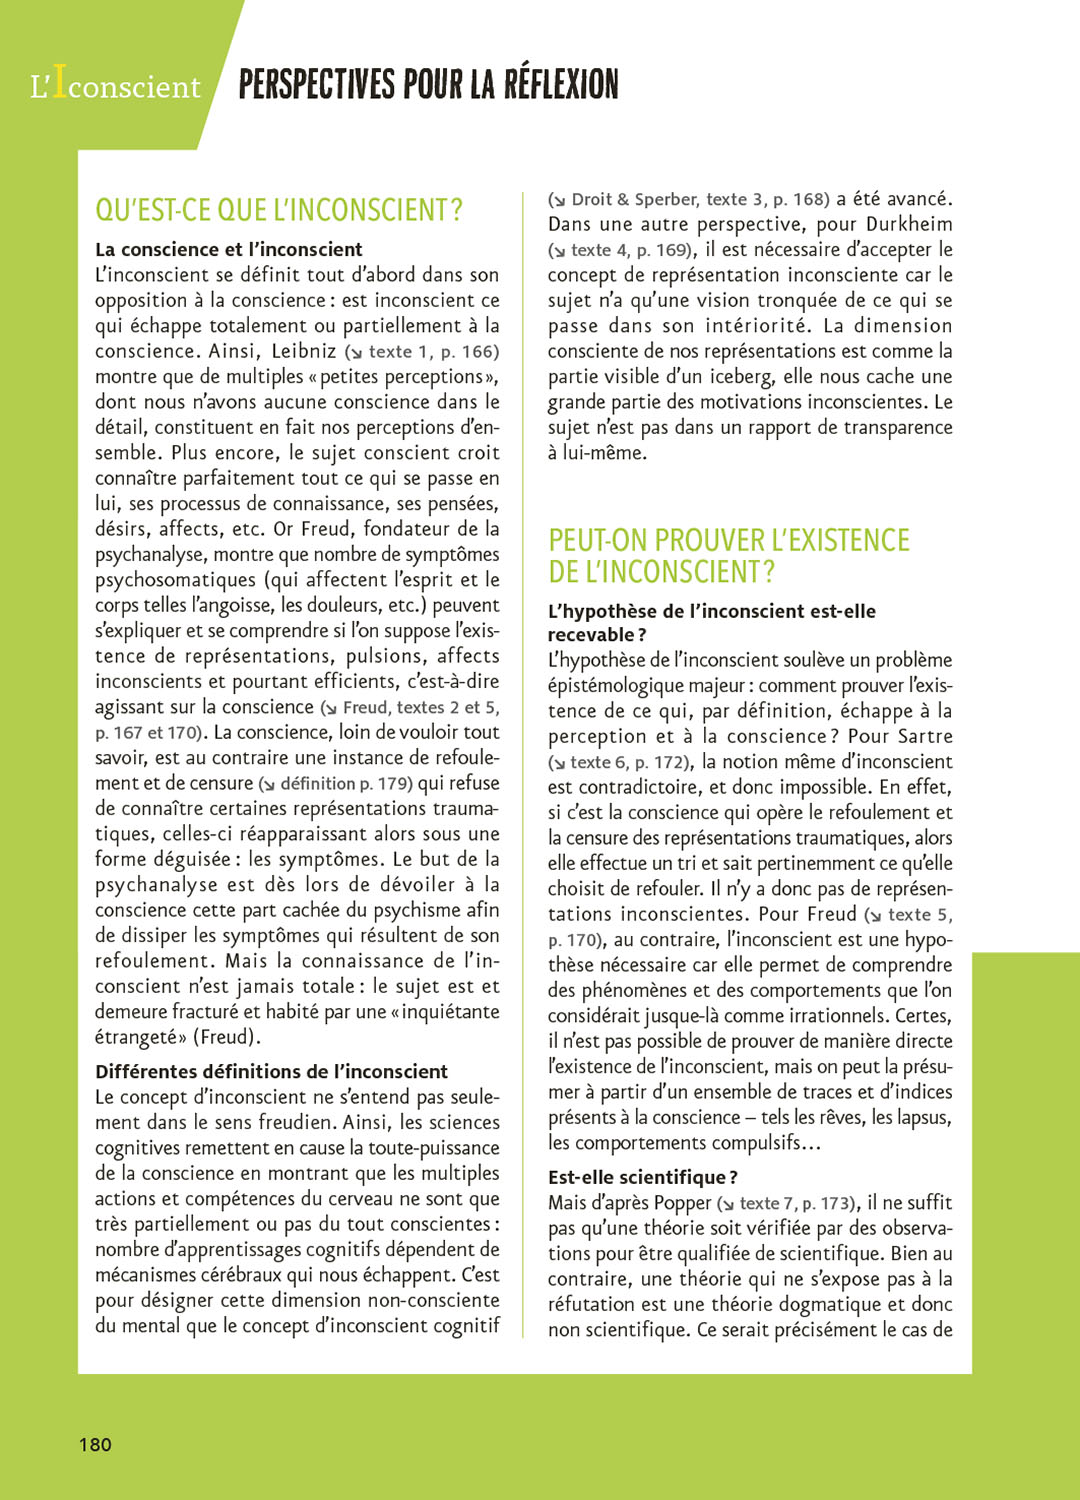 L'Iconscient
PERSPECTIVES POUR LA RÉFLEXION
QU'EST-CE QUE L'INCONSCIENT ?
La conscience et l'inconscient
L'inconscient se définit tout d'abord dans son
opposition à la conscience : est inconscient ce
qui échappe totalement ou partiellement à la
conscience. Ainsi, Leibniz (↘ texte 1, p. 166)
montre que de multiples « petites perceptions »,
dont nous n'avons aucune conscience dans le
détail, constituent en fait nos perceptions d'en-
semble. Plus encore, le sujet conscient croit
connaître parfaitement tout ce qui se passe en
lui, ses processus de connaissance, ses pensées,
désirs, affects, etc. Or Freud, fondateur de la
psychanalyse, montre que nombre de symptômes
psychosomatiques (qui affectent l'esprit et le
corps telles l'angoisse, les douleurs, etc.) peuvent
s'expliquer et se comprendre si l'on suppose l'exis-
tence de représentations, pulsions, affects
inconscients et pourtant efficients, c'est-à-dire
agissant sur la conscience (↘ Freud, textes 2 et 5,
p. 167 et 170). La conscience, loin de vouloir tout
savoir, est au contraire une instance de refoule-
ment et de censure (↘ définition p. 179) qui refuse
de connaître certaines représentations trauma-
tiques, celles-ci réapparaissant alors sous une
forme déguisée : les symptômes. Le but de la
psychanalyse est dès lors de dévoiler à la
conscience cette part cachée du psychisme afin
de dissiper les symptômes qui résultent de son
refoulement. Mais la connaissance de l'in-
conscient n'est jamais totale : le sujet est et
demeure fracturé et habité par une « inquiétante
étrangeté » (Freud).
Différentes définitions de l'inconscient
Le concept d'inconscient ne s'entend pas seule-
ment dans le sens freudien. Ainsi, les sciences
cognitives remettent en cause la toute-puissance
de la conscience en montrant que les multiples
actions et compétences du cerveau ne sont que
très partiellement ou pas du tout conscientes :
nombre d'apprentissages cognitifs dépendent de
mécanismes cérébraux qui nous échappent. C'est
pour désigner cette dimension non-consciente
du mental que le concept d'inconscient cognitif
(↘ Droit & Sperber, texte 3, p. 168) a été avancé.
Dans une autre perspective, pour Durkheim
(↘ texte 4, p. 169), il est nécessaire d'accepter le
concept de représentation inconsciente car le
sujet n'a qu'une vision tronquée de ce qui se
passe dans son intériorité. La dimension
consciente de nos représentations est comme la
partie visible d'un iceberg, elle nous cache une
grande partie des motivations inconscientes. Le
sujet n'est pas dans un rapport de transparence
à lui-même.
PEUT-ON PROUVER L'EXISTENCE
DE L'INCONSCIENT ?
L'hypothèse de l'inconscient est-elle
recevable ?
L'hypothèse de l'inconscient soulève un problème
épistémologique majeur : comment prouver l'exis-
tence de ce qui, par définition, échappe à la
perception et à la conscience ? Pour Sartre
(↘ texte 6, p. 172), la notion même d'inconscient
est contradictoire, et donc impossible. En effet,
si c'est la conscience qui opère le refoulement et
la censure des représentations traumatiques, alors
elle effectue un tri et sait pertinemment ce qu'elle
choisit de refouler. Il n'y a donc pas de représen-
tations inconscientes. Pour Freud (↘ texte 5,
p. 170), au contraire, l'inconscient est une hypo-
thèse nécessaire car elle permet de comprendre
des phénomènes et des comportements que l'on
considérait jusque-là comme irrationnels. Certes,
il n'est pas possible de prouver de manière directe
l'existence de l'inconscient, mais on peut la présu-
mer à partir d'un ensemble de traces et d'indices
présents à la conscience – tels les rêves, les lapsus,
les comportements compulsifs…
Est-elle scientifique ?
Mais d'après Popper (↘ texte 7, p. 173), il ne suffit
pas qu'une théorie soit vérifiée par des observa-
tions pour être qualifiée de scientifique. Bien au
contraire, une théorie qui ne s'expose pas à la
réfutation est une théorie dogmatique et donc
non scientifique. Ce serait précisément le cas de
180